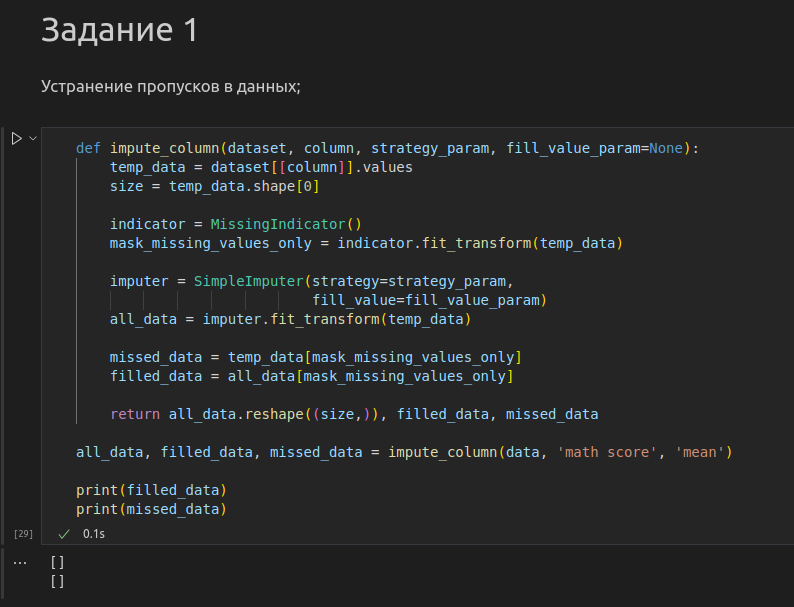 Задание 1
Устранение пропусков в данных;
def impute_column(dataset, column, strategy_param, fill_value_param=None):
    temp_data = dataset[[column]].values
    size = temp_data.shape[0]
    indicator = MissingIndicator()
    mask_missing_values_only = indicator.fit_transform(temp_data)
    imputer = SimpleImputer(strategy=strategy_param,
                            fill_value=fill_value_param)
    all_data = imputer.fit_transform(temp_data)
    missed_data = temp_data[mask_missing_values_only]
    filled_data = all_data[mask_missing_values_only]
    return all_data.reshape((size,)), filled_data, missed_data
all_data, filled_data, missed_data = impute_column(data, 'math score', 'mean')
print(filled_data)
print(missed_data)
[29] ✓ 0.1s
... []
[]